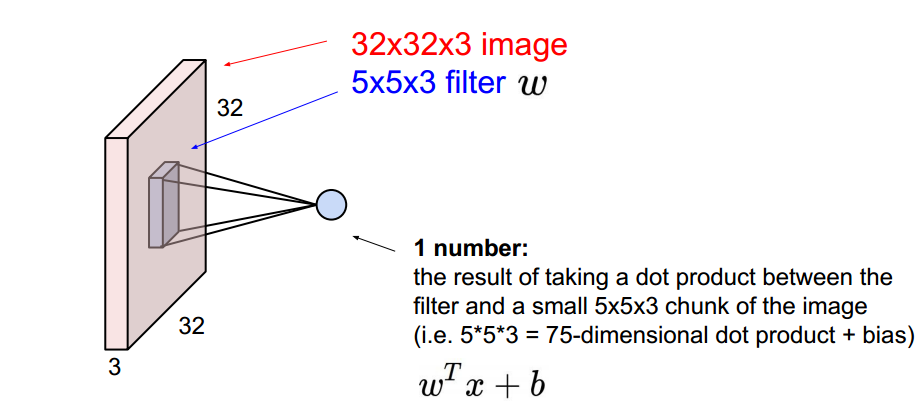 32x32x3 image
5x5x3 filter w
32
32
3
1 number:
the result of taking a dot product between the
filter and a small 5x5x3 chunk of the image
(i.e. 5*5*3 = 75-dimensional dot product + bias)
w^T x + b